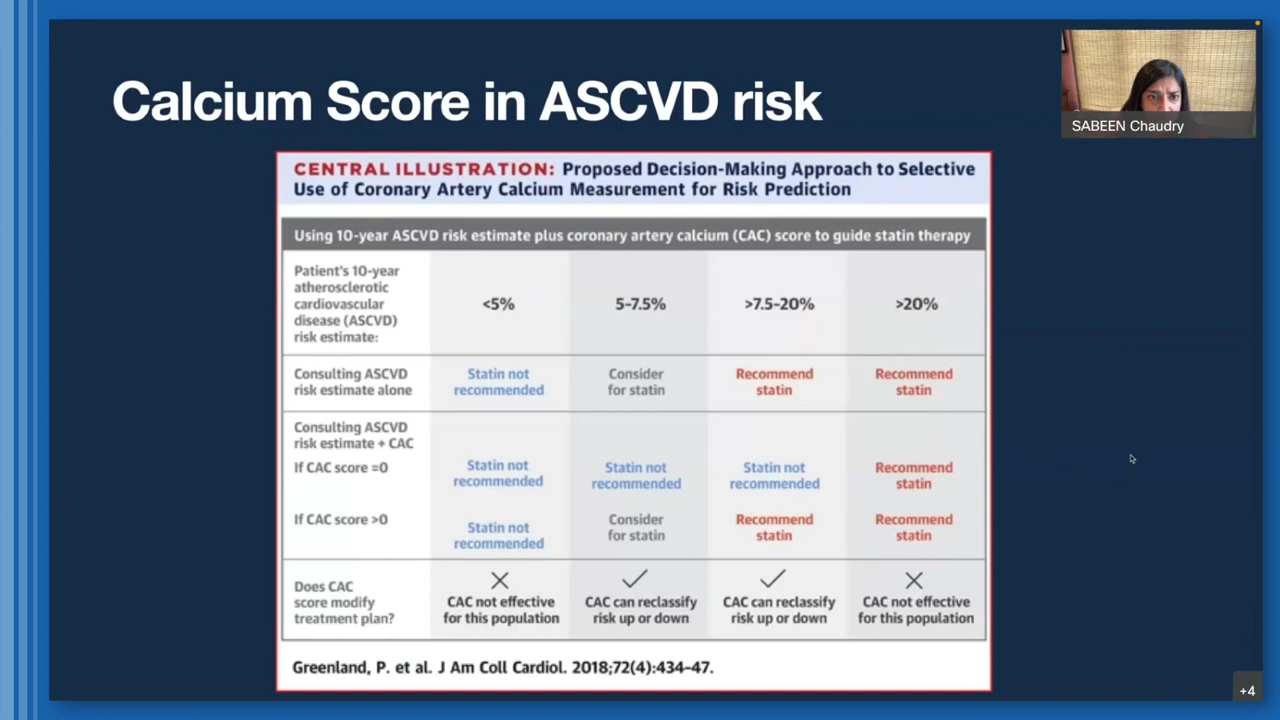 Calcium Score in ASCVD risk
SABEEN Chaudry
CENTRAL ILLUSTRATION: Proposed Decision-Making Approach to Selective
Use of Coronary Artery Calcium Measurement for Risk Prediction
Using 10-year ASCVD risk estimate plus coronary artery calcium (CAC) score to guide statin therapy
Patient's 10-year
atherosclerotic
cardiovascular
disease (ASCVD)
risk estimate:
<5%
5-7.5%
>7.5-20%
>20%
Consulting ASCVD
risk estimate alone
Statin not
recommended
Consider
for statin
Recommend
statin
Recommend
statin
Consulting ASCVD
risk estimate + CAC
If CAC score =0
Statin not
recommended
Statin not
recommended
Statin not
recommended
Recommend
statin
If CAC score >0
Statin not
recommended
Consider
for statin
Recommend
statin
Recommend
statin
Does CAC
score modify
treatment plan?
CAC not effective
for this population
CAC can reclassify
risk up or down
CAC can reclassify
risk up or down
CAC not effective
for this population
Greenland, P. et al. J Am Coll Cardiol. 2018;72(4):434–47.
+4